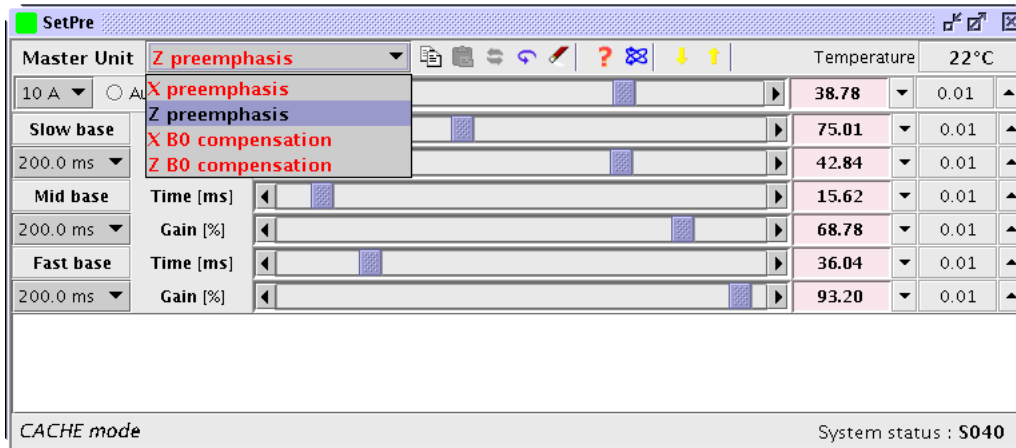 SetPre
Master Unit Z preemphasis Temperature 22°C
X preemphasis
Z preemphasis
X B0 compensation
Z B0 compensation
10 A 38.78 0.01
Slow base 75.01 0.01
200.0 ms 42.84 0.01
Mid base Time [ms] 15.62 0.01
200.0 ms Gain [%] 68.78 0.01
Fast base Time [ms] 36.04 0.01
200.0 ms Gain [%] 93.20 0.01
CACHE mode System status : S040